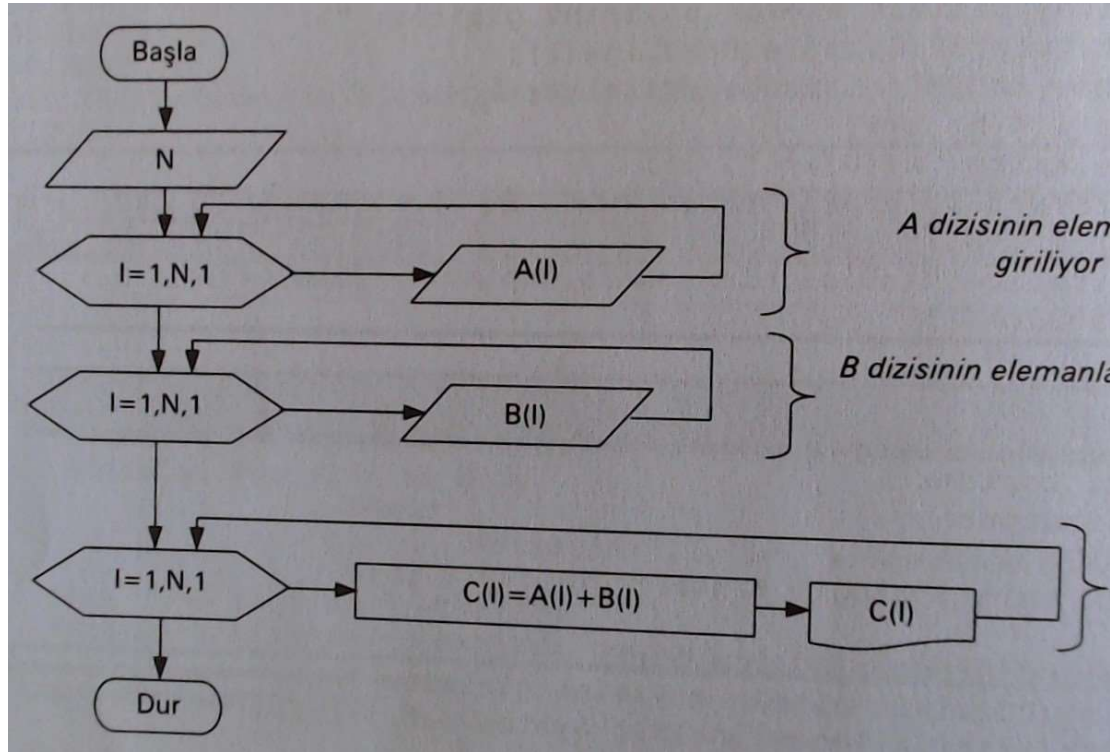 Başla
N
I=1,N,1
A(I)
A dizisinin elem
giriliyor
I=1,N,1
B(I)
B dizisinin elemanla
I=1,N,1
C(I)=A(I)+B(I)
C(I)
Dur